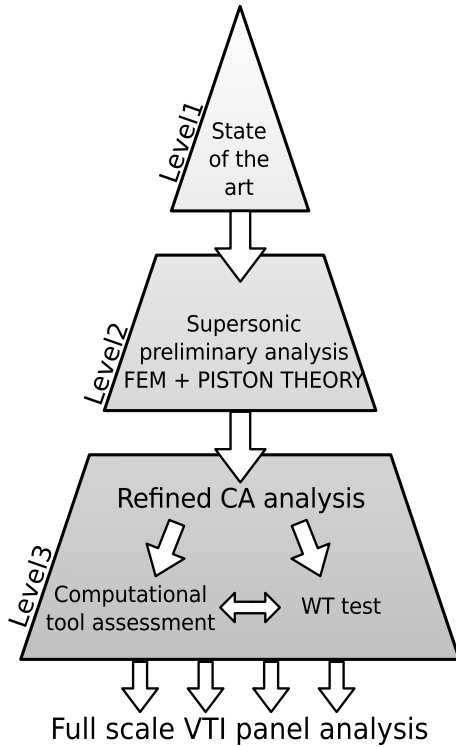 Level1
State
of the
art
Level2
Supersonic
preliminary analysis
FEM + PISTON THEORY
Level3
Refined CA analysis
Computational
tool assessment
WT test
Full scale VTI panel analysis